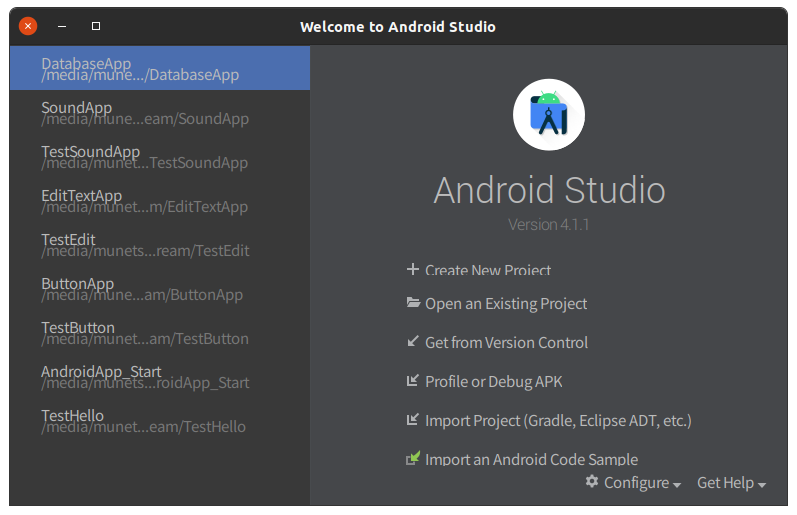 Welcome to Android Studio
DatabaseApp
/media/mune.../DatabaseApp
SoundApp
/media/mune...eam/SoundApp
TestSoundApp
/media/munet...TestSoundApp
EditTextApp
/media/munet...m/EditTextApp
TestEdit
/media/munets...ream/TestEdit
ButtonApp
/media/mune...am/ButtonApp
TestButton
/media/munet...am/TestButton
AndroidApp_Start
/media/munets...roidApp_Start
TestHello
/media/munet...eam/TestHello
Android Studio
Version 4.1.1
Create New Project
Open an Existing Project
Get from Version Control
Profile or Debug APK
Import Project (Gradle, Eclipse ADT, etc.)
Import an Android Code Sample
Configure
Get Help